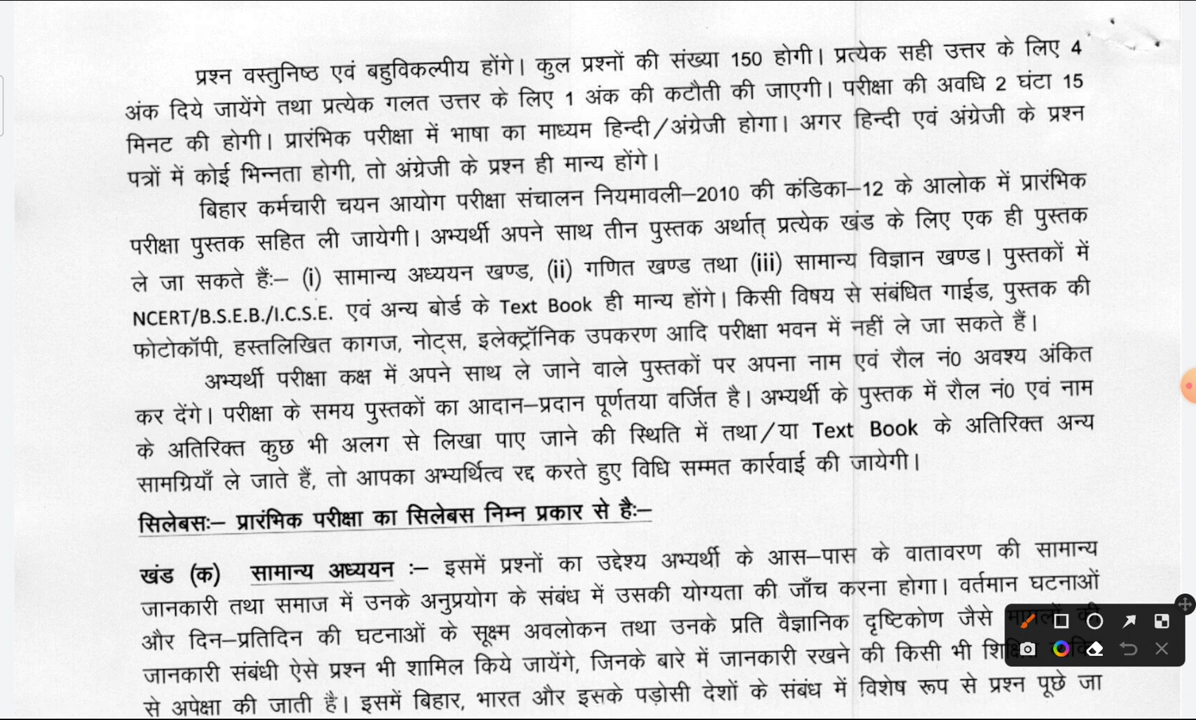 प्रश्न वस्तुनिष्ठ एवं बहुविकल्पीय होंगे। कुल प्रश्नों की संख्या 150 होगी। प्रत्येक सही उत्तर के लिए 4
अंक दिये जायेंगे तथा प्रत्येक गलत उत्तर के लिए 1 अंक की कटौती की जाएगी। परीक्षा की अवधि 2 घंटा 15
मिनट की होगी। प्रारंभिक परीक्षा में भाषा का माध्यम हिन्दी/अंग्रेजी होगा। अगर हिन्दी एवं अंग्रेजी के प्रश्न
पत्रों में कोई भिन्नता होगी, तो अंग्रेजी के प्रश्न ही मान्य होंगे।
बिहार कर्मचारी चयन आयोग परीक्षा संचालन नियमावली–2010 की कंडिका–12 के आलोक में प्रारंभिक
परीक्षा पुस्तक सहित ली जायेगी। अभ्यर्थी अपने साथ तीन पुस्तक अर्थात् प्रत्येक खंड के लिए एक ही पुस्तक
ले जा सकते हैंः– (i) सामान्य अध्ययन खण्ड, (ii) गणित खण्ड तथा (iii) सामान्य विज्ञान खण्ड। पुस्तकों में
NCERT/B.S.E.B./I.C.S.E. एवं अन्य बोर्ड के Text Book ही मान्य होंगे। किसी विषय से संबंधित गाईड, पुस्तक की
फोटोकॉपी, हस्तलिखित कागज, नोट्स, इलेक्ट्रॉनिक उपकरण आदि परीक्षा भवन में नहीं ले जा सकते हैं।
अभ्यर्थी परीक्षा कक्ष में अपने साथ ले जाने वाले पुस्तकों पर अपना नाम एवं रौल नं0 अवश्य अंकित
कर देंगे। परीक्षा के समय पुस्तकों का आदान–प्रदान पूर्णतया वर्जित है। अभ्यर्थी के पुस्तक में रौल नं0 एवं नाम
के अतिरिक्त कुछ भी अलग से लिखा पाए जाने की स्थिति में तथा/या Text Book के अतिरिक्त अन्य
सामग्रियाँ ले जाते हैं, तो आपका अभ्यर्थित्व रद्द करते हुए विधि सम्मत कार्रवाई की जायेगी।
सिलेबसः– प्रारंभिक परीक्षा का सिलेबस निम्न प्रकार से हैः–
खंड (क) सामान्य अध्ययन :– इसमें प्रश्नों का उद्देश्य अभ्यर्थी के आस–पास के वातावरण की सामान्य
जानकारी तथा समाज में उनके अनुप्रयोग के संबंध में उसकी योग्यता की जाँच करना होगा। वर्तमान घटनाओं
और दिन–प्रतिदिन की घटनाओं के सूक्ष्म अवलोकन तथा उनके प्रति वैज्ञानिक दृष्टिकोण जैसे
जानकारी संबंधी ऐसे प्रश्न भी शामिल किये जायेंगे, जिनके बारे में जानकारी रखने की किसी भी
से अपेक्षा की जाती है। इसमें बिहार, भारत और इसके पड़ोसी देशों के संबंध में विशेष रूप से प्रश्न पूछे जा